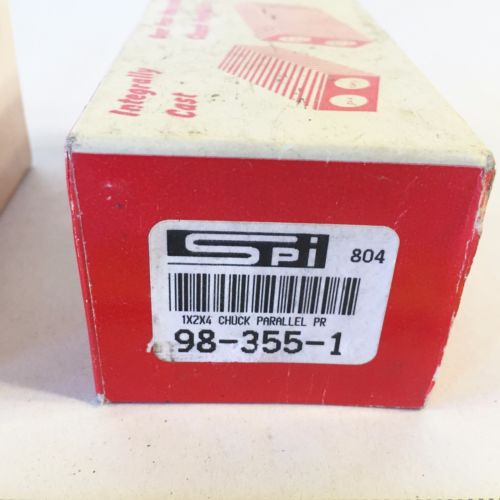 Integrally
Cast
Spi
804
1X2X4 CHUCK PARALLEL PR
98-355-1